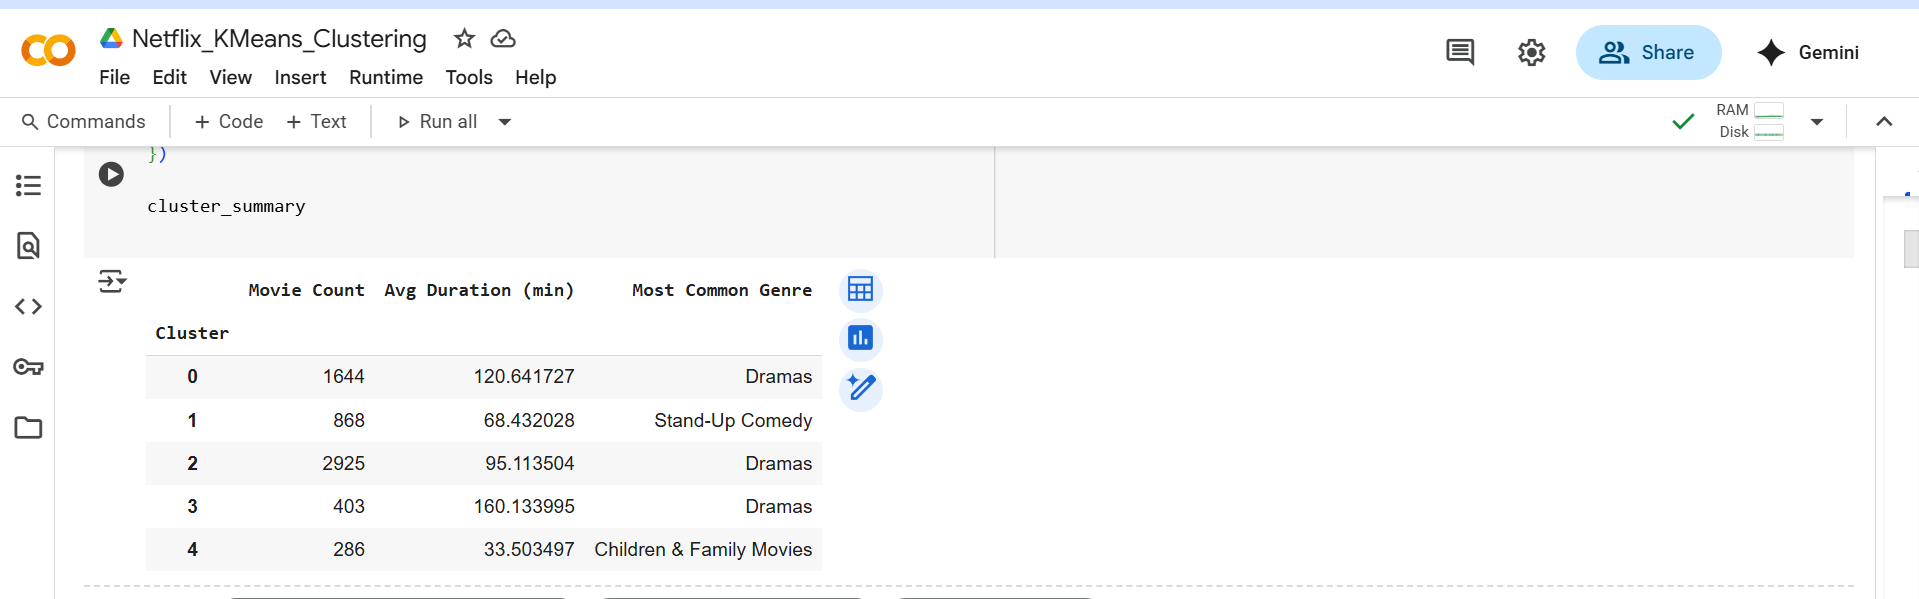 Netflix_KMeans_Clustering
File Edit View Insert Runtime Tools Help
Share
Gemini
Commands + Code + Text Run all
RAM
Disk
})
cluster_summary
Movie Count Avg Duration (min) Most Common Genre
Cluster
0 1644 120.641727 Dramas
1 868 68.432028 Stand-Up Comedy
2 2925 95.113504 Dramas
3 403 160.133995 Dramas
4 286 33.503497 Children & Family Movies